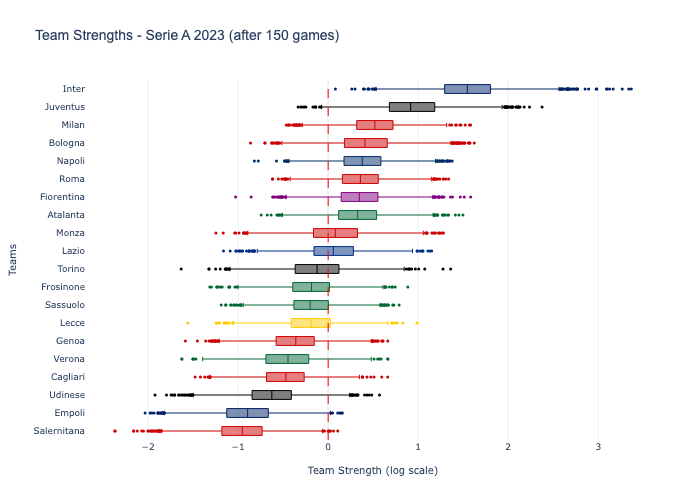 Team Strengths - Serie A 2023 (after 150 games)
Inter
Juventus
Milan
Bologna
Napoli
Roma
Fiorentina
Atalanta
Monza
Lazio
Torino
Frosinone
Sassuolo
Lecce
Genoa
Verona
Cagliari
Udinese
Empoli
Salernitana
Teams
−2 −1 0 1 2 3
Team Strength (log scale)